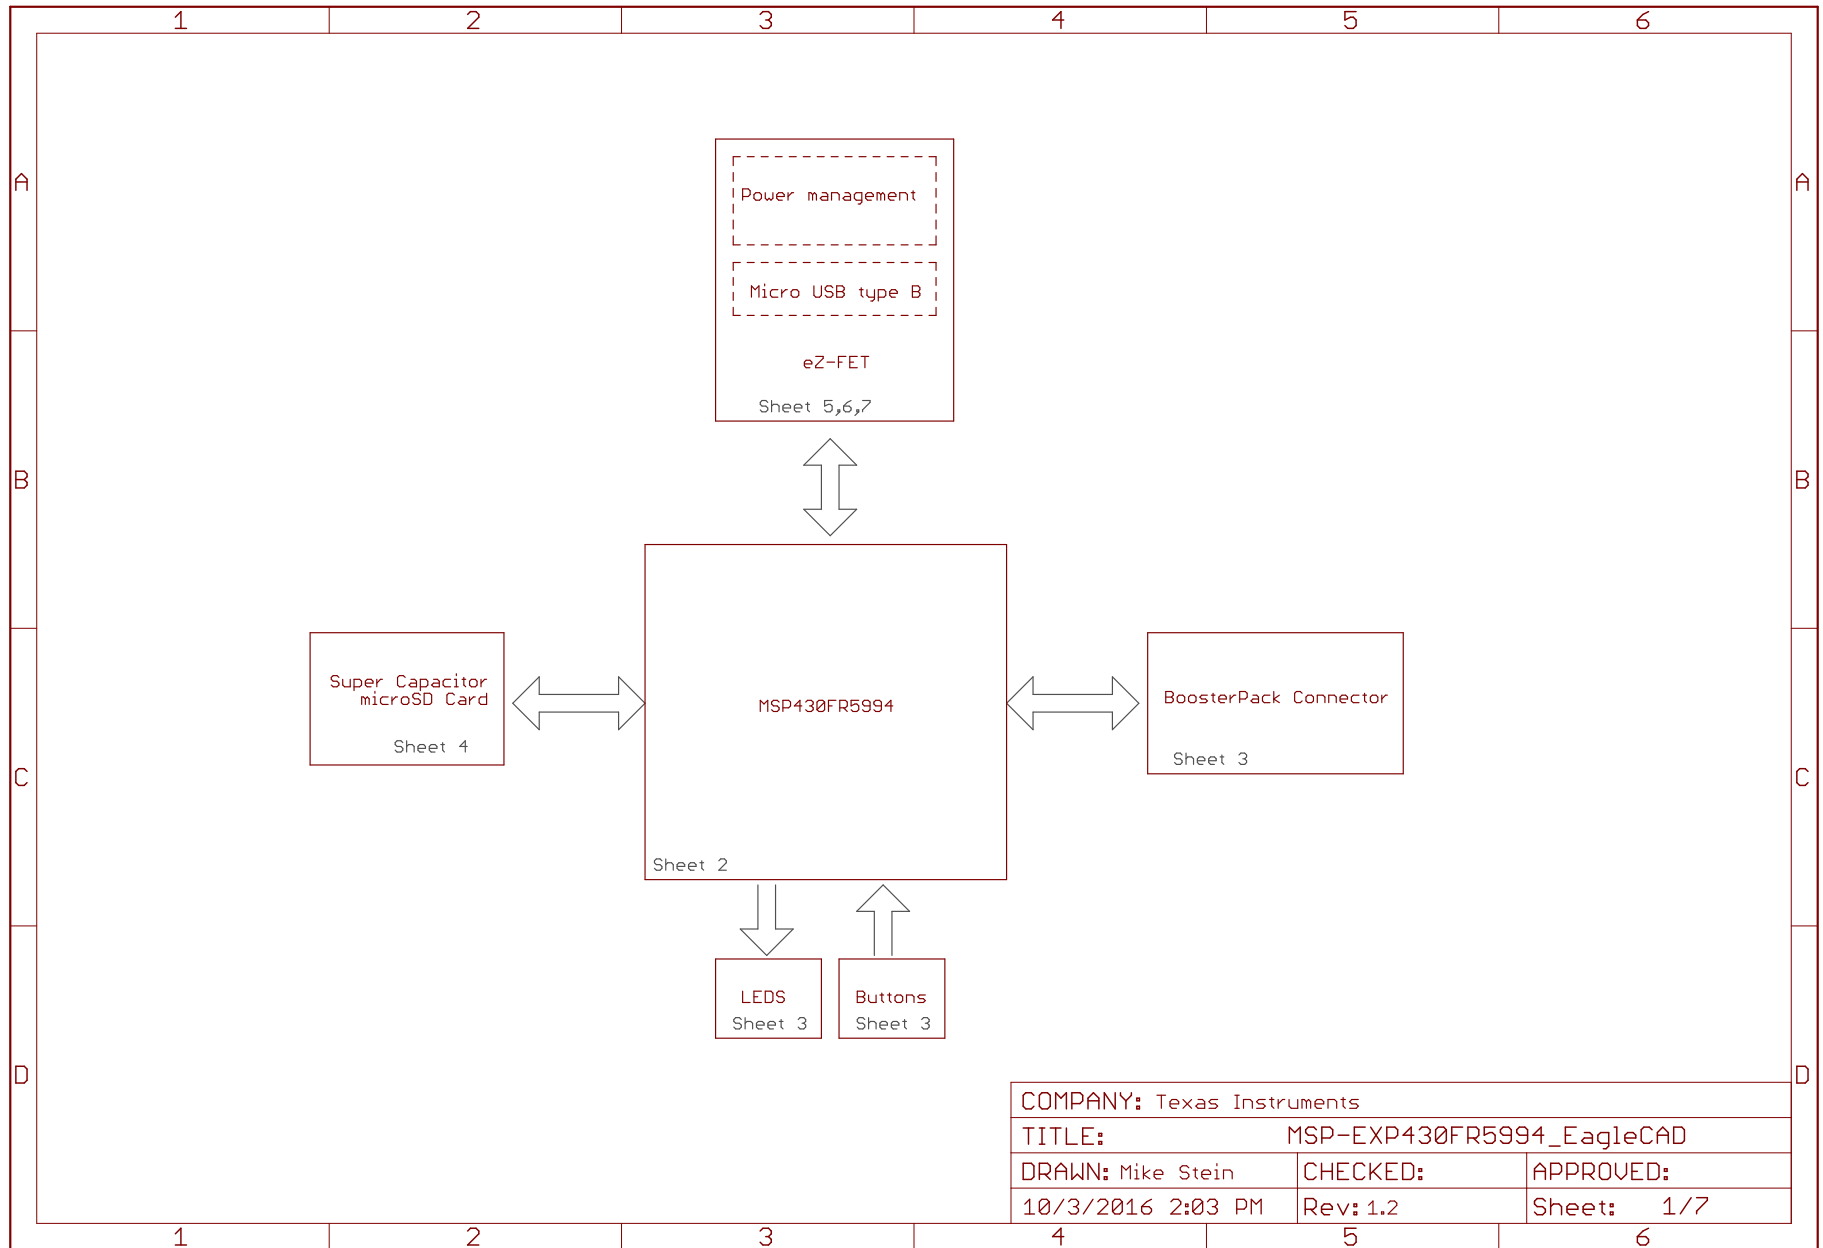 1 2 3 4 5 6
A A
Power management
Micro USB type B
eZ-FET
Sheet 5,6,7
B B
Super Capacitor
microSD Card
Sheet 4
MSP430FR5994
Sheet 2
BoosterPack Connector
Sheet 3
C C
LEDS
Sheet 3
Buttons
Sheet 3
D D
COMPANY: Texas Instruments
TITLE: MSP-EXP430FR5994_EagleCAD
DRAWN: Mike Stein CHECKED: APPROVED:
10/3/2016 2:03 PM Rev: 1.2 Sheet: 1/7
1 2 3 4 5 6